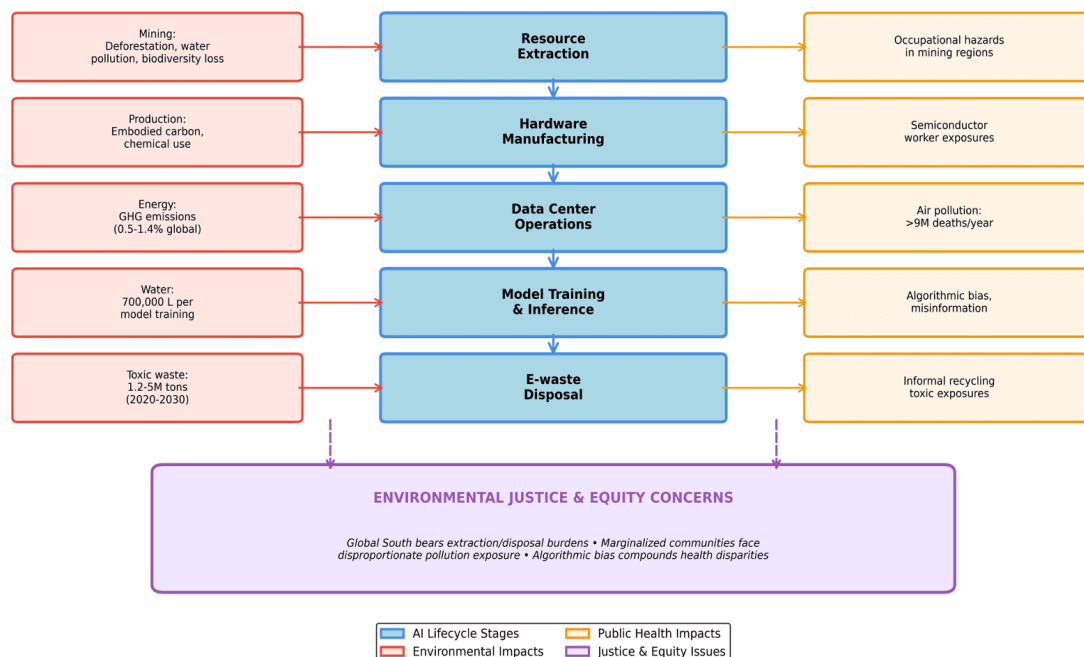 Mining:
Deforestation, water
pollution, biodiversity loss
Resource
Extraction
Occupational hazards
in mining regions
Production:
Embodied carbon,
chemical use
Hardware
Manufacturing
Semiconductor
worker exposures
Energy:
GHG emissions
(0.5-1.4% global)
Data Center
Operations
Air pollution:
>9M deaths/year
Water:
700,000 L per
model training
Model Training
& Inference
Algorithmic bias,
misinformation
Toxic waste:
1.2-5M tons
(2020-2030)
E-waste
Disposal
Informal recycling
toxic exposures
ENVIRONMENTAL JUSTICE & EQUITY CONCERNS
Global South bears extraction/disposal burdens • Marginalized communities face
disproportionate pollution exposure • Algorithmic bias compounds health disparities
AI Lifecycle Stages
Environmental Impacts
Public Health Impacts
Justice & Equity Issues